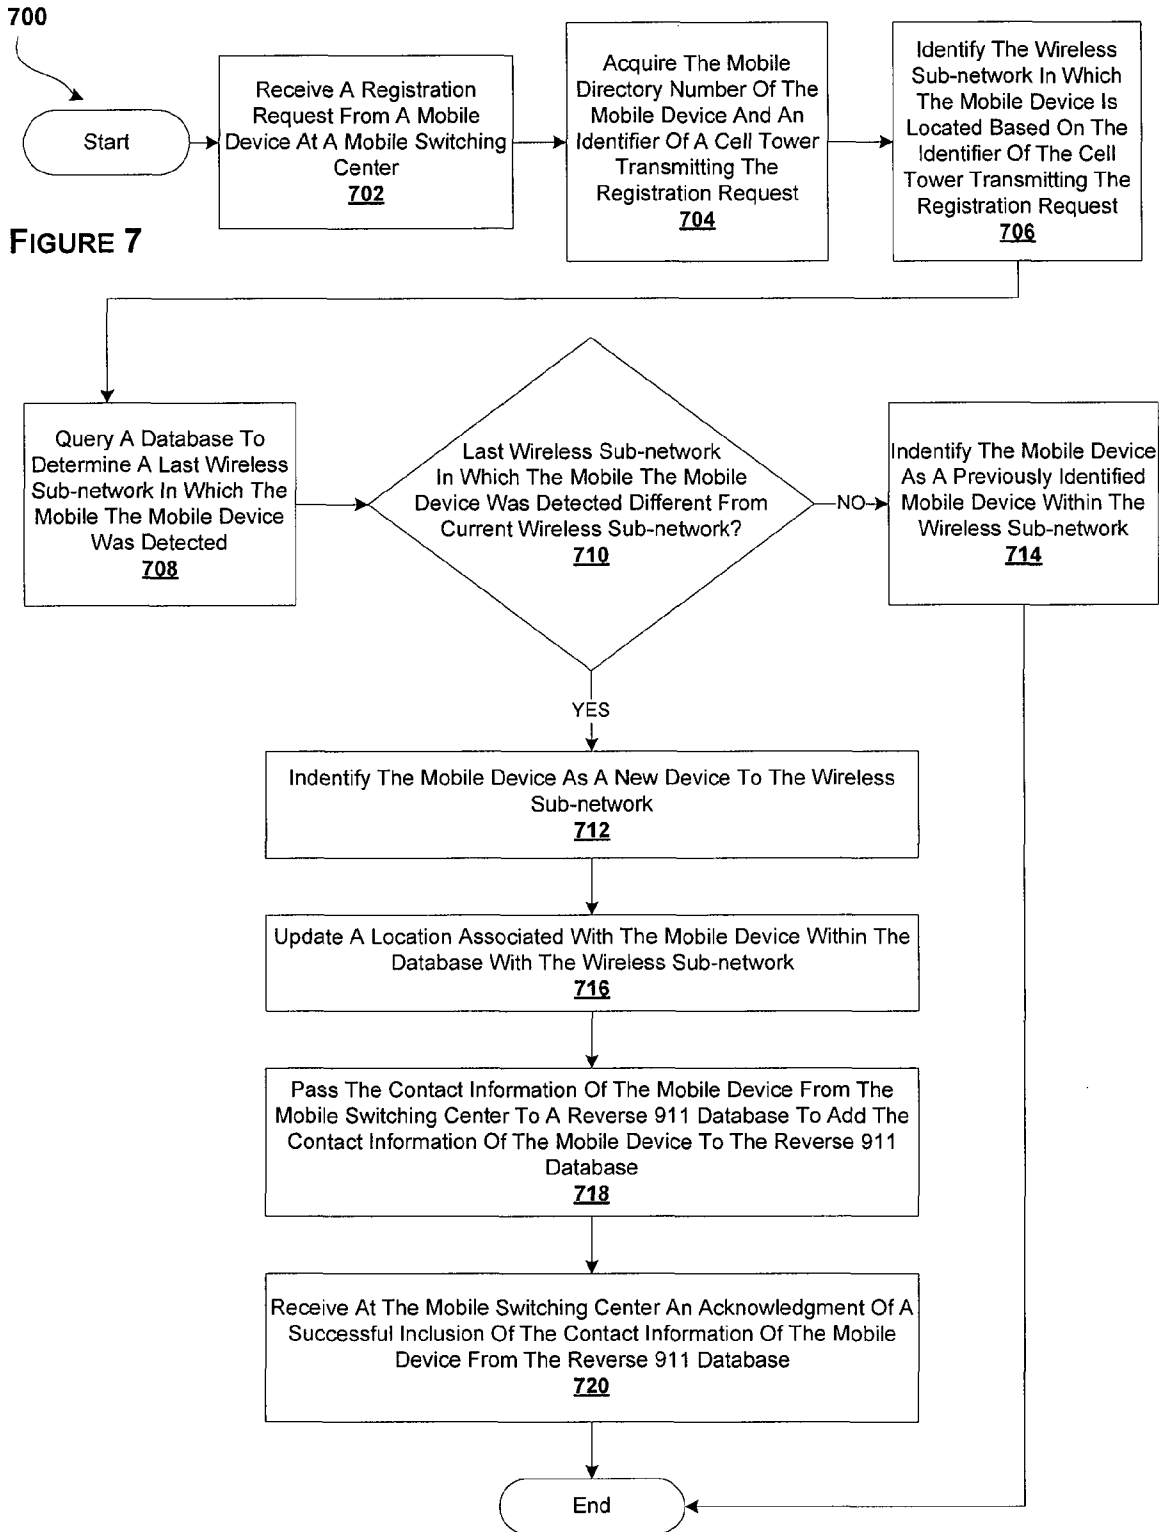 700
Start
Receive A Registration
Request From A Mobile
Device At A Mobile Switching
Center
702
Acquire The Mobile
Directory Number Of The
Mobile Device And An
Identifier Of A Cell Tower
Transmitting The
Registration Request
704
Identify The Wireless
Sub-network In Which
The Mobile Device Is
Located Based On The
Identifier Of The Cell
Tower Transmitting The
Registration Request
706
FIGURE 7
Query A Database To
Determine A Last Wireless
Sub-network In Which The
Mobile The Mobile Device
Was Detected
708
Last Wireless Sub-network
In Which The Mobile The Mobile
Device Was Detected Different From
Current Wireless Sub-network?
710
NO
Indentify The Mobile Device
As A Previously Identified
Mobile Device Within The
Wireless Sub-network
714
YES
Indentify The Mobile Device As A New Device To The Wireless
Sub-network
712
Update A Location Associated With The Mobile Device Within The
Database With The Wireless Sub-network
716
Pass The Contact Information Of The Mobile Device From The
Mobile Switching Center To A Reverse 911 Database To Add The
Contact Information Of The Mobile Device To The Reverse 911
Database
718
Receive At The Mobile Switching Center An Acknowledgment Of A
Successful Inclusion Of The Contact Information Of The Mobile
Device From The Reverse 911 Database
720
End